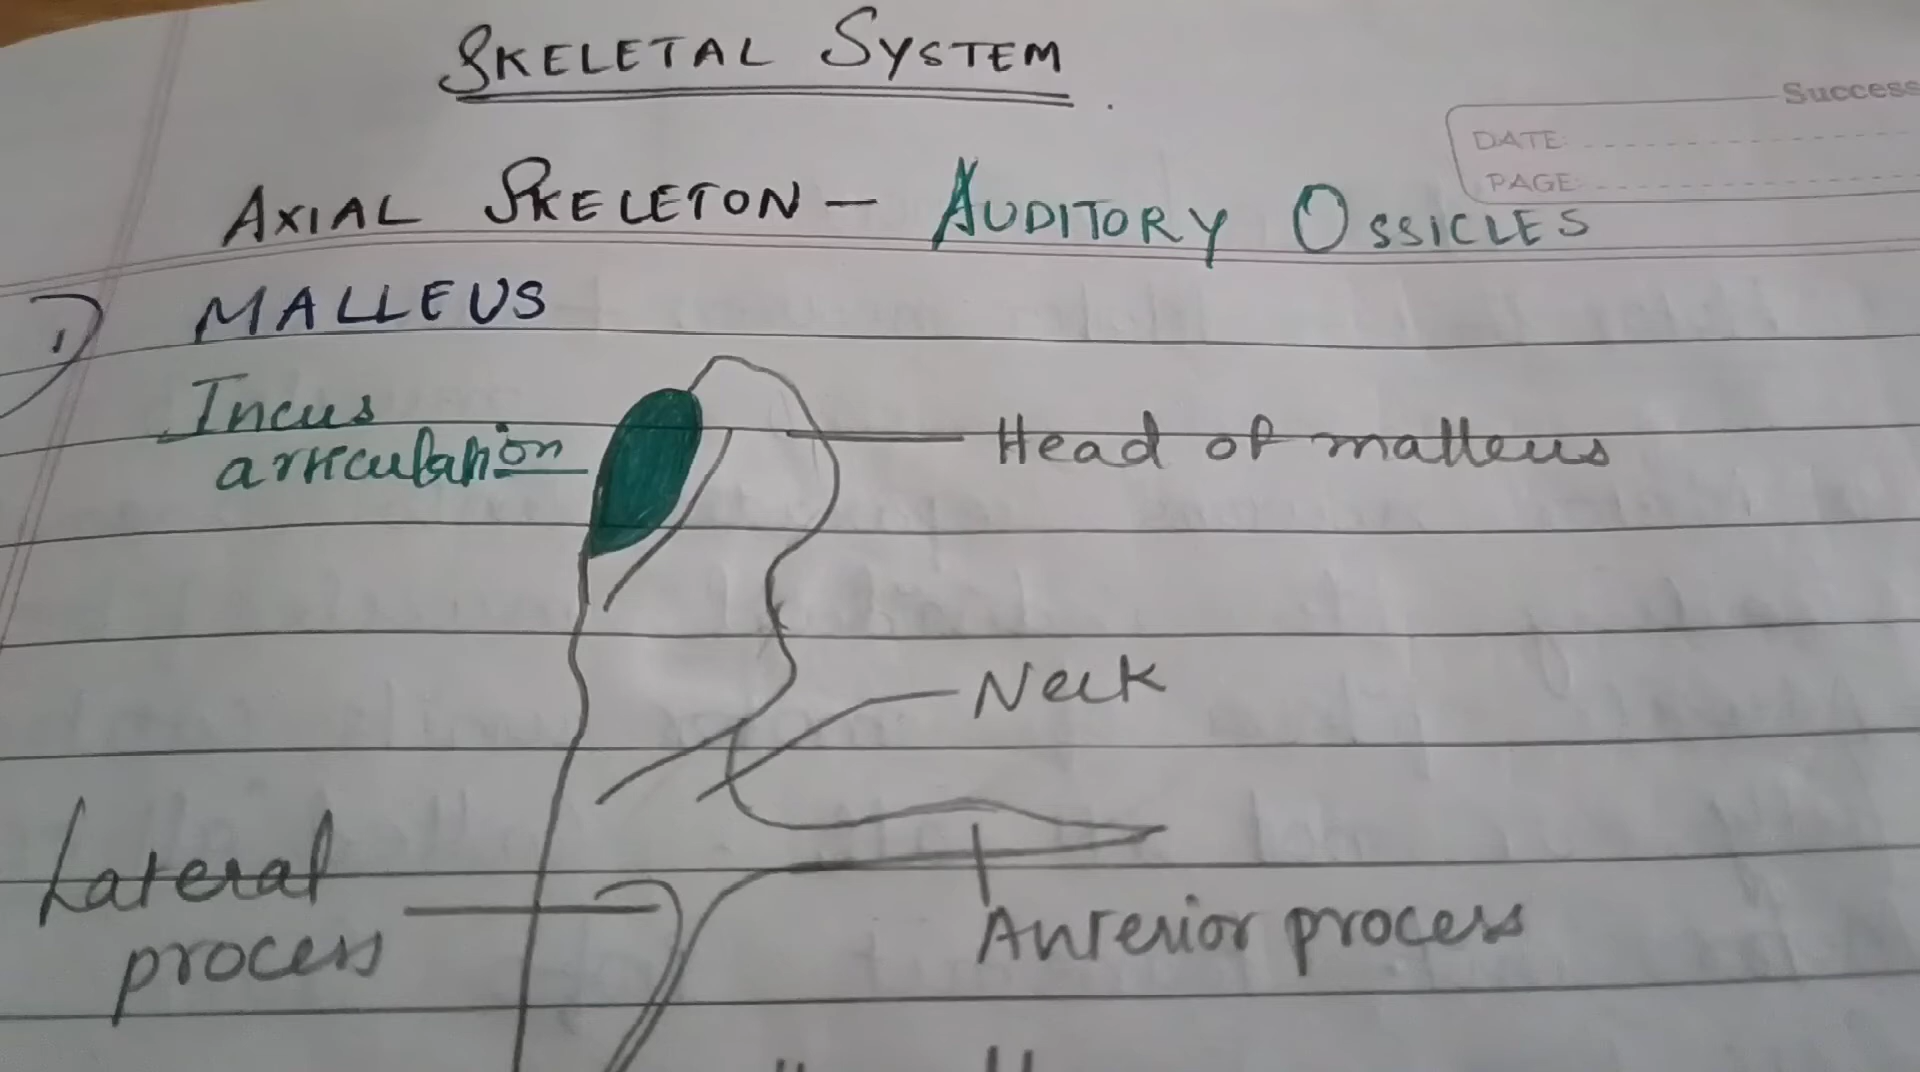 SKELETAL SYSTEM
Success
DATE:
PAGE:
AXIAL SKELETON - AUDITORY OSSICLES
1) MALLEUS
Incus
articulation
Head of malleus
Neck
Lateral
process
Anterior process